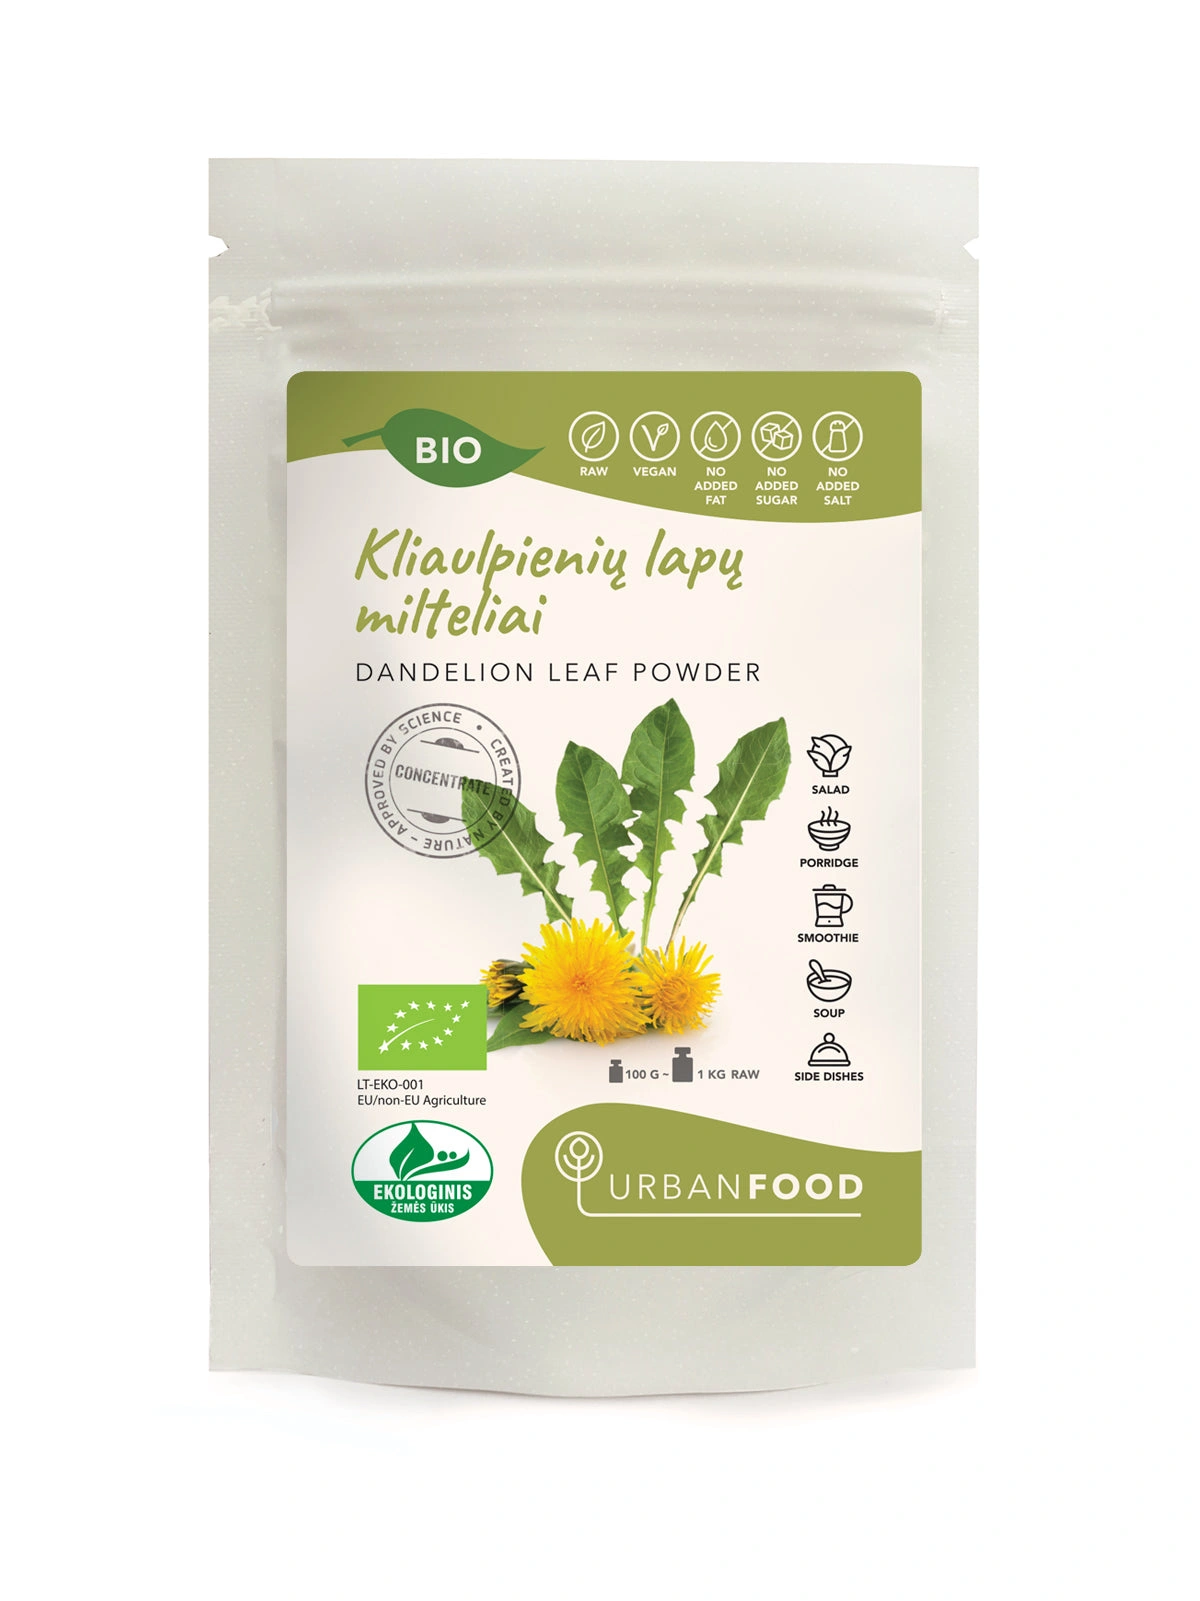 BIO
RAW
VEGAN
NO
ADDED
FAT
NO
ADDED
SUGAR
NO
ADDED
SALT
Kliaulpienių lapų
milteliai
DANDELION LEAF POWDER
APPROVED BY SCIENCE • CREATED BY NATURE -
CONCENTRATE
SALAD
PORRIDGE
SMOOTHIE
SOUP
SIDE DISHES
100 G ~ 1 KG RAW
LT-EKO-001
EU/non-EU Agriculture
EKOLOGINIS
ŽEMĖS ŪKIS
URBANFOOD